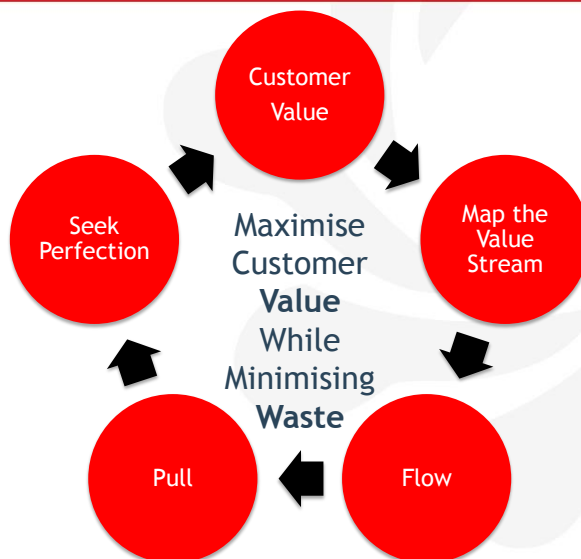 Customer
Value
Map the
Value
Stream
Flow
Pull
Seek
Perfection
Maximise
Customer
Value
While
Minimising
Waste